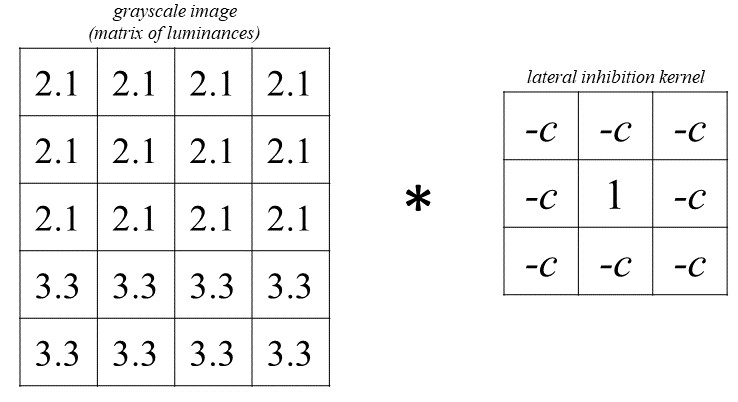 grayscale image
(matrix of luminances)
2.1 2.1 2.1 2.1
2.1 2.1 2.1 2.1
2.1 2.1 2.1 2.1
3.3 3.3 3.3 3.3
3.3 3.3 3.3 3.3
*
lateral inhibition kernel
-c -c -c
-c 1 -c
-c -c -c